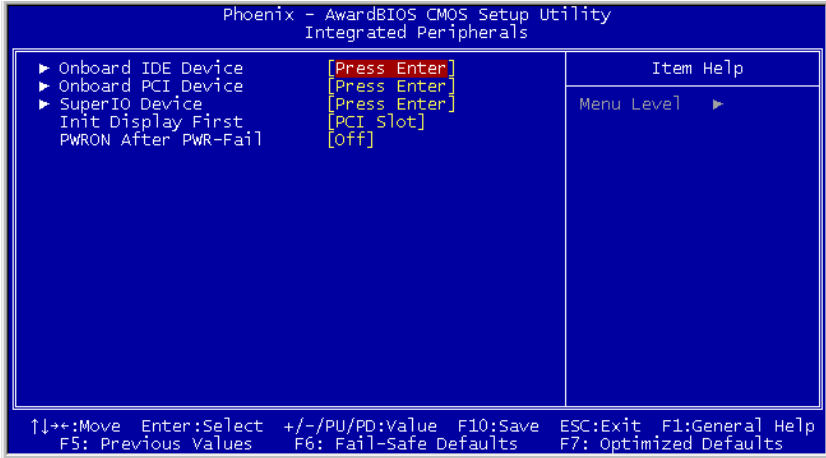 Phoenix - AwardBIOS CMOS Setup Utility
Integrated Peripherals
► Onboard IDE Device [Press Enter]
► Onboard PCI Device [Press Enter]
► SuperIO Device [Press Enter]
Init Display First [PCI Slot]
PWRON After PWR-Fail [Off]
Item Help
Menu Level ►
↑↓→←:Move Enter:Select +/-/PU/PD:Value F10:Save ESC:Exit F1:General Help
F5: Previous Values F6: Fail-Safe Defaults F7: Optimized Defaults